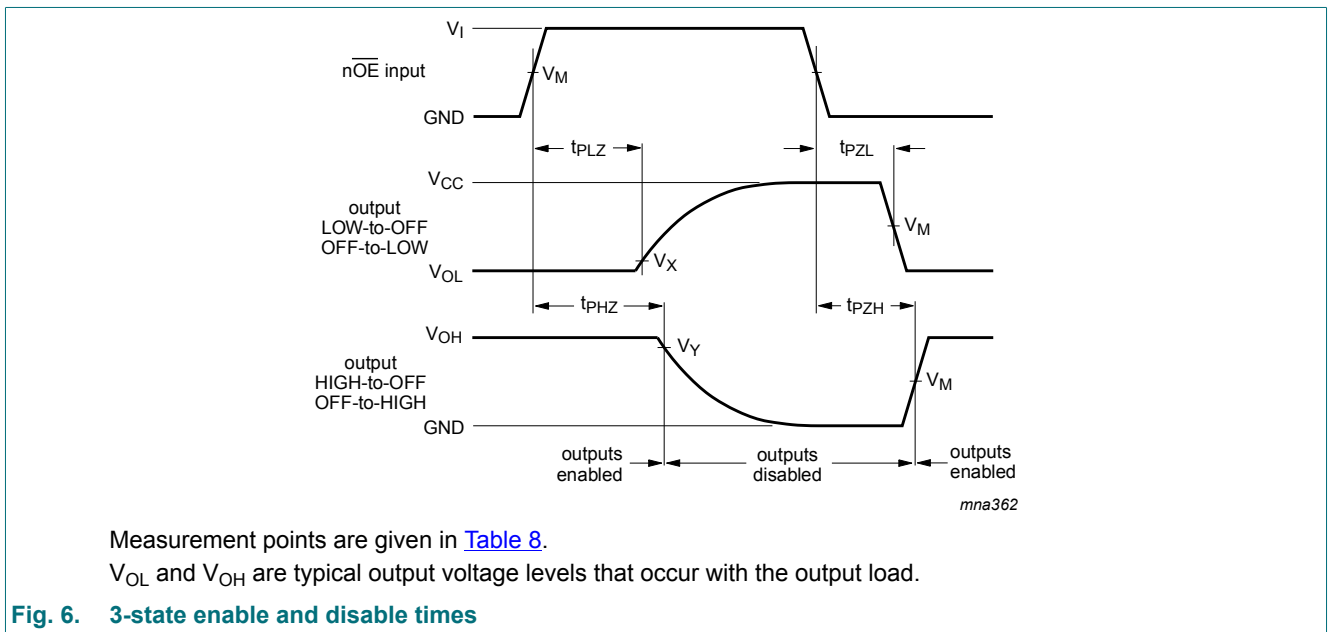 V_I
nOE input
V_M
GND
t_PLZ
t_PZL
V_CC
output
LOW-to-OFF
OFF-to-LOW
V_M
V_X
V_OL
t_PHZ
t_PZH
V_OH
output
HIGH-to-OFF
OFF-to-HIGH
V_Y
V_M
GND
outputs
enabled
outputs
disabled
outputs
enabled
mna362
Measurement points are given in Table 8.
V_OL and V_OH are typical output voltage levels that occur with the output load.
Fig. 6. 3-state enable and disable times